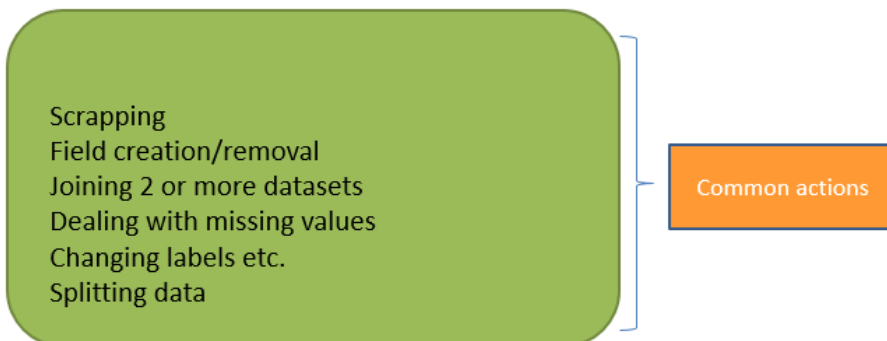 Scrapping
Field creation/removal
Joining 2 or more datasets
Dealing with missing values
Changing labels etc.
Splitting data
Common actions